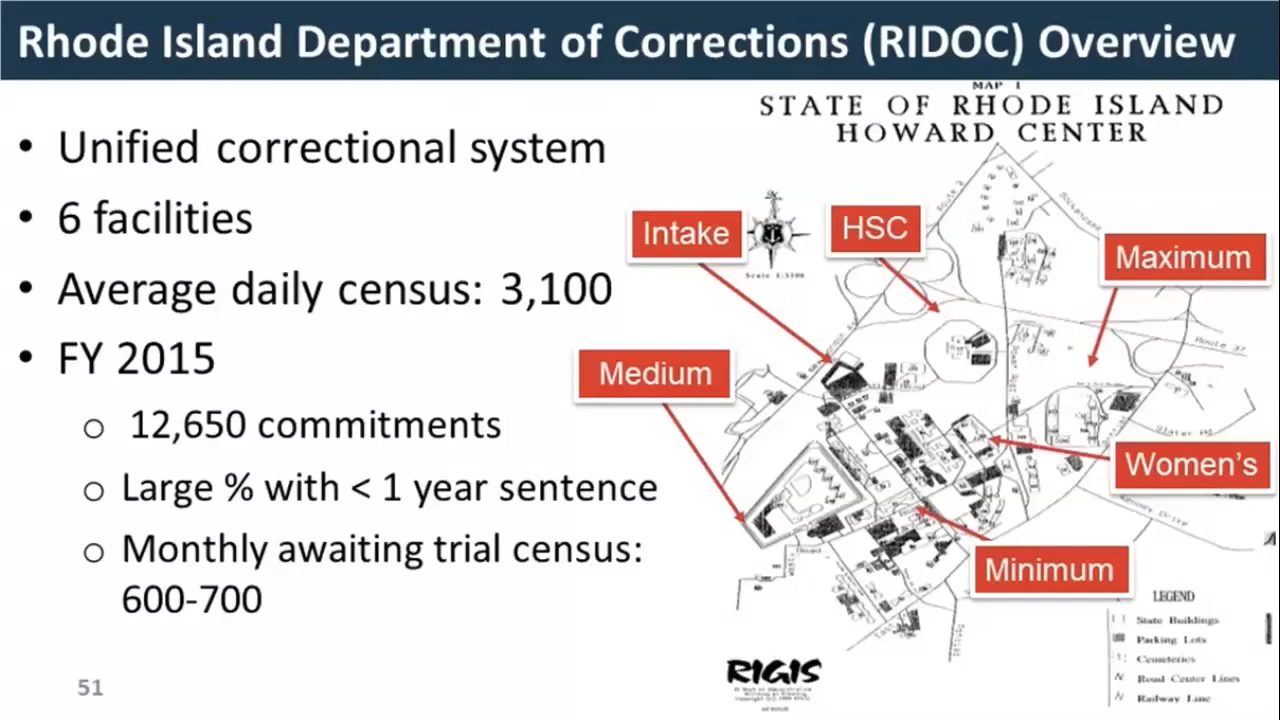 Rhode Island Department of Corrections (RIDOC) Overview
• Unified correctional system
• 6 facilities
• Average daily census: 3,100
• FY 2015
o 12,650 commitments
o Large % with < 1 year sentence
o Monthly awaiting trial census:
600-700
51
MAP 1
STATE OF RHODE ISLAND
HOWARD CENTER
Intake
HSC
Maximum
Medium
Women's
Minimum
Route 37
LEGEND
State Buildings
Parking Lots
Cemeteries
Road Center Lines
Railway Line
RIGIS